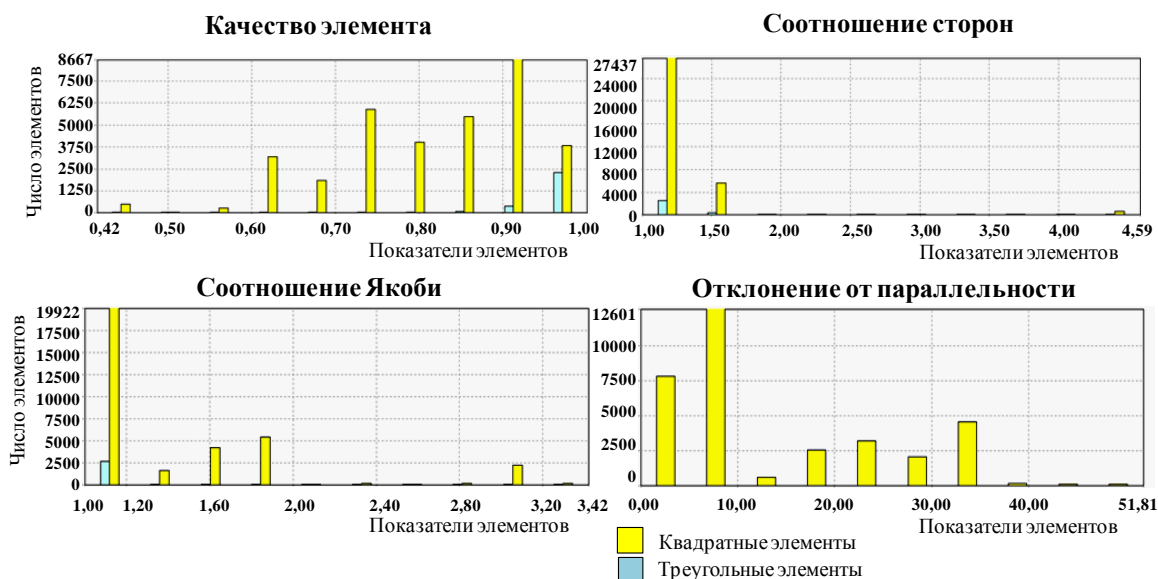 Качество элемента
Число элементов
8667
7500
6250
5000
3750
2500
1250
0
0,42 0,50 0,60 0,70 0,80 0,90 1,00
Показатели элементов
Соотношение сторон
27437
24000
20000
16000
12000
8000
4000
0
1,00 1,50 2,00 2,50 3,00 3,50 4,00 4,59
Показатели элементов
Соотношение Якоби
Число элементов
19922
17500
15000
12500
10000
7500
5000
2500
0
1,00 1,20 1,60 2,00 2,40 2,80 3,20 3,42
Показатели элементов
Отклонение от параллельности
12601
10000
7500
5000
2500
0
0,00 10,00 20,00 30,00 40,00 51,81
Показатели элементов
Квадратные элементы
Треугольные элементы